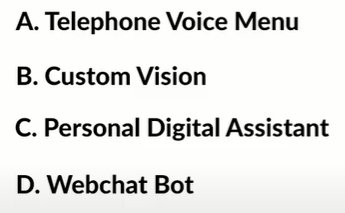 A. Telephone Voice Menu
B. Custom Vision
C. Personal Digital Assistant
D. Webchat Bot